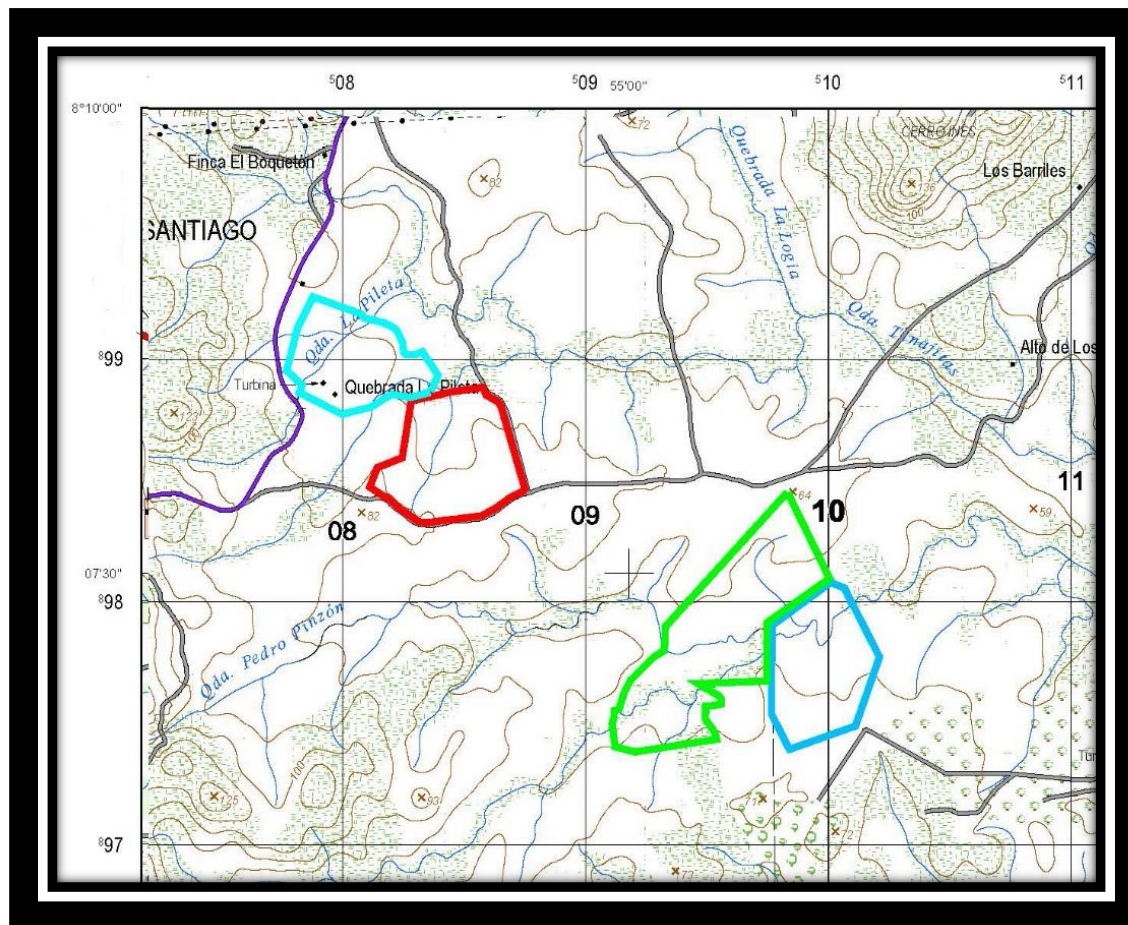 508
509
55'00"
510
511
8°10'00"
72
CERRO INES
Finca El Boquetón
82
Los Barriles
136
100
SANTIAGO
Quebrada La Logia
Qda. La Pileta
Qda. Tinajitas
899
Alto de Los
Turbina
Quebrada La Pileta
64
11
82
08
09
10
59
07'30"
898
Qda. Pedro Pinzón
100
125
93
71
72
897
73